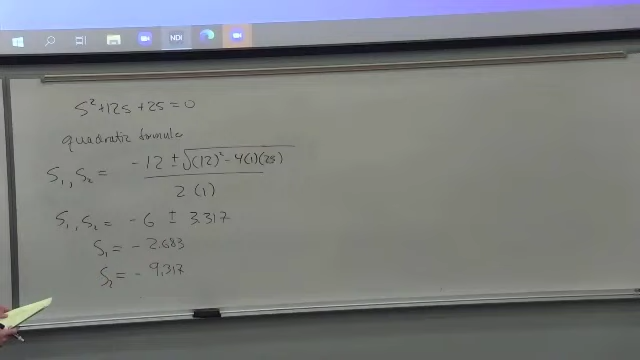 S² + 12s + 25 = 0
quadratic formula
S₁, S₂ = -12 ± √(12)² - 4(1)(25)
2 (1)
S₁, S₂ = -6 ± 3.317
S₁ = -2.683
S₂ = -9.317